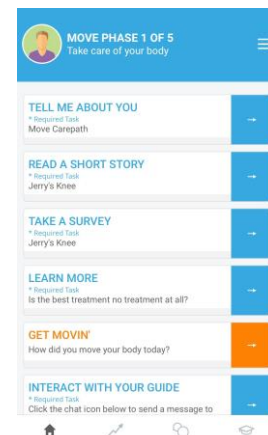 MOVE PHASE 1 OF 5
Take care of your body
TELL ME ABOUT YOU
* Required Task
Move Carepath
READ A SHORT STORY
* Required Task
Jerry's Knee
TAKE A SURVEY
* Required Task
Jerry's Knee
LEARN MORE
* Required Task
Is the best treatment no treatment at all?
GET MOVIN'
How did you move your body today?
INTERACT WITH YOUR GUIDE
* Required Task
Click the chat icon below to send a message to